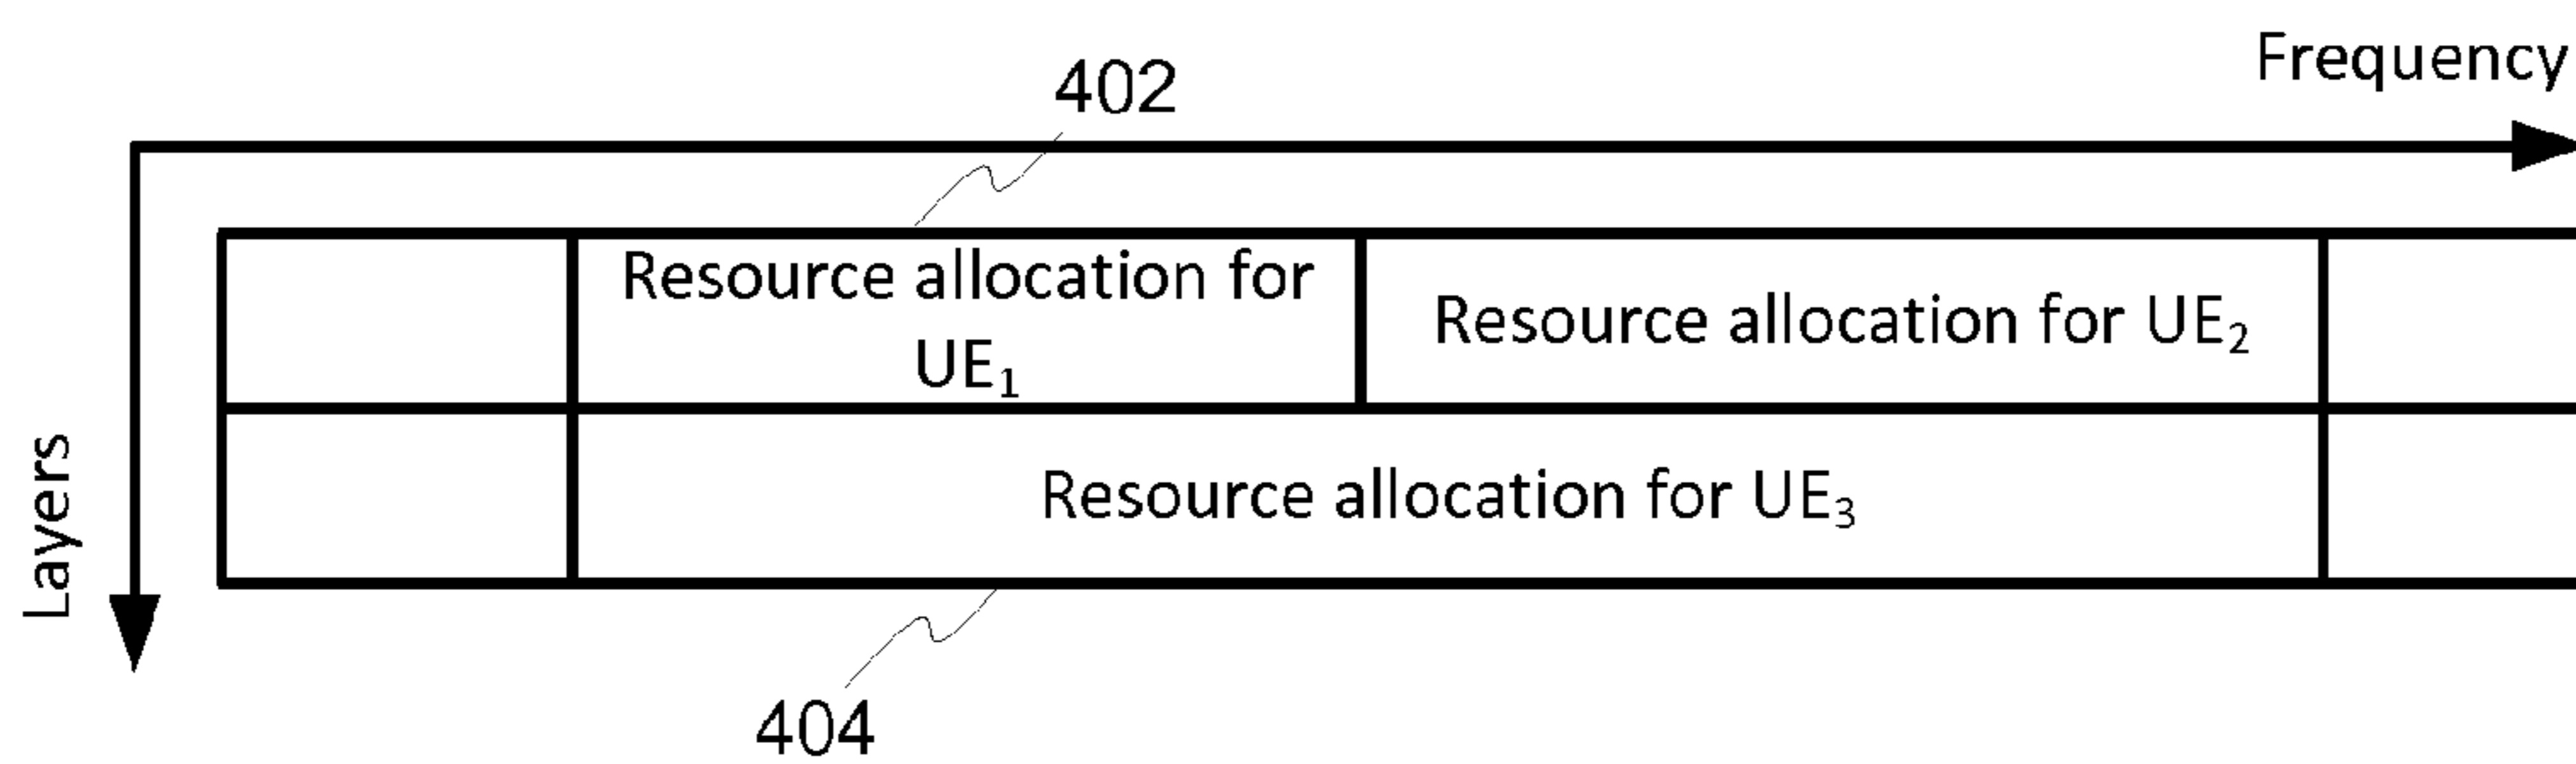 Frequency
402
Resource allocation for
UE₁
Resource allocation for UE₂
Layers
Resource allocation for UE₃
404